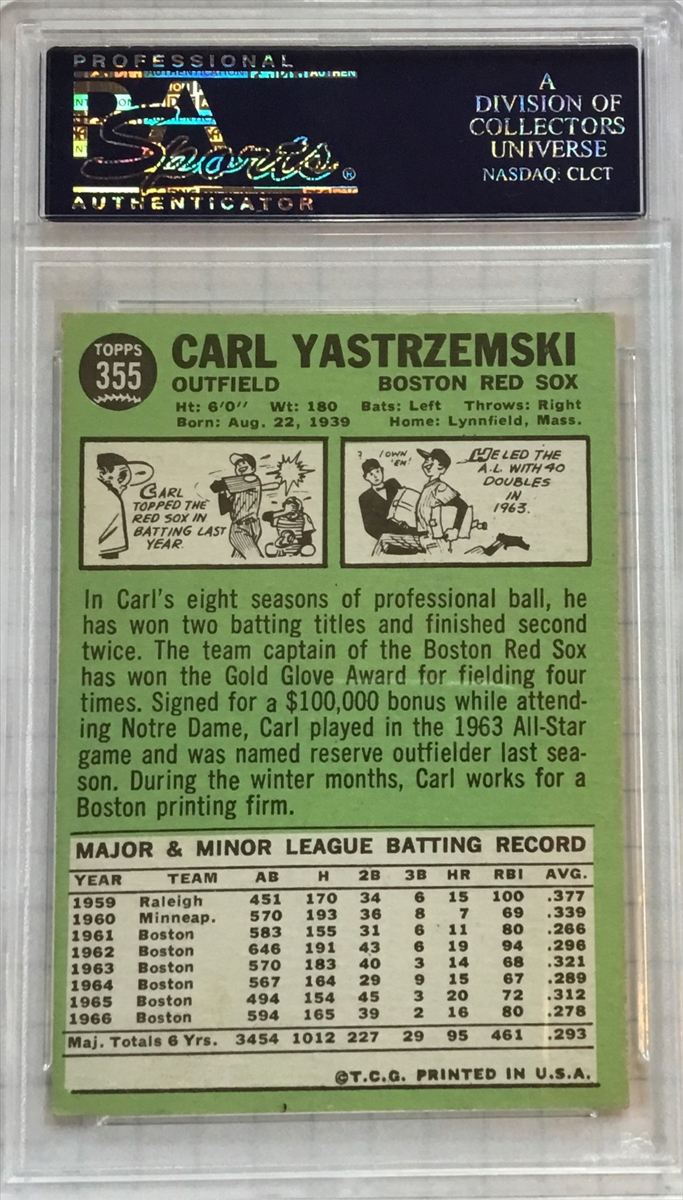 PROFESSIONAL
PSA
Sports®
AUTHENTICATOR
A
DIVISION OF
COLLECTORS
UNIVERSE
NASDAQ: CLCT
TOPPS
355
CARL YASTRZEMSKI
OUTFIELD BOSTON RED SOX
Ht: 6'0" Wt: 180 Bats: Left Throws: Right
Born: Aug. 22, 1939 Home: Lynnfield, Mass.
CARL
TOPPED THE
RED SOX IN
BATTING LAST
YEAR.
?
I OWN
'EM!
HE LED THE
A.L. WITH 40
DOUBLES
IN
1963.
In Carl's eight seasons of professional ball, he
has won two batting titles and finished second
twice. The team captain of the Boston Red Sox
has won the Gold Glove Award for fielding four
times. Signed for a $100,000 bonus while attend-
ing Notre Dame, Carl played in the 1963 All-Star
game and was named reserve outfielder last sea-
son. During the winter months, Carl works for a
Boston printing firm.
MAJOR & MINOR LEAGUE BATTING RECORD
YEAR TEAM AB H 2B 3B HR RBI AVG.
1959 Raleigh 451 170 34 6 15 100 .377
1960 Minneap. 570 193 36 8 7 69 .339
1961 Boston 583 155 31 6 11 80 .266
1962 Boston 646 191 43 6 19 94 .296
1963 Boston 570 183 40 3 14 68 .321
1964 Boston 567 164 29 9 15 67 .289
1965 Boston 494 154 45 3 20 72 .312
1966 Boston 594 165 39 2 16 80 .278
Maj. Totals 6 Yrs. 3454 1012 227 29 95 461 .293
©T.C.G. PRINTED IN U.S.A.